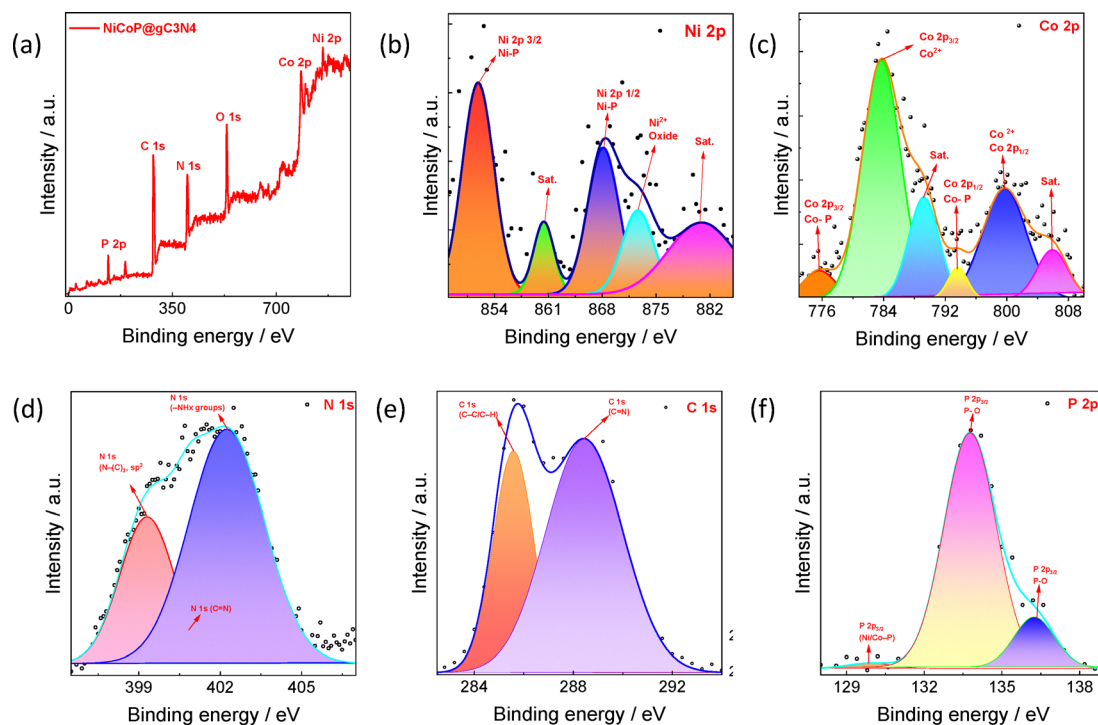 (a)
NiCoP@gC3N4
P 2p
C 1s
N 1s
O 1s
Co 2p
Ni 2p
Intensity / a.u.
0
350
700
Binding energy / eV
(b)
Ni 2p
Ni 2p 3/2
Ni-P
Sat.
Ni 2p 1/2
Ni-P
Ni²⁺
Oxide
Sat.
Intensity / a.u.
854
861
868
875
882
Binding energy / eV
(c)
Co 2p
Co 2p₃/₂
Co- P
Co 2p₃/₂
Co²⁺
Sat.
Co 2p₁/₂
Co- P
Co ²⁺
Co 2p₁/₂
Sat.
Intensity / a.u.
776
784
792
800
808
Binding energy / eV
(d)
N 1s
N 1s
(–NHx groups)
N 1s
(N–(C)₃, sp²
N 1s (C=N)
Intensity / a.u.
399
402
405
Binding energy / eV
(e)
C 1s
C 1s
(C–C/C–H)
C 1s
(C=N)
2
2
Intensity / a.u.
284
288
292
Binding energy / eV
(f)
P 2p
P 2p₃/₂
P- O
P 2p₃/₂
P-O
P 2p₃/₂
(Ni/Co–P)
Intensity / a.u.
129
132
135
138
Binding energy / eV